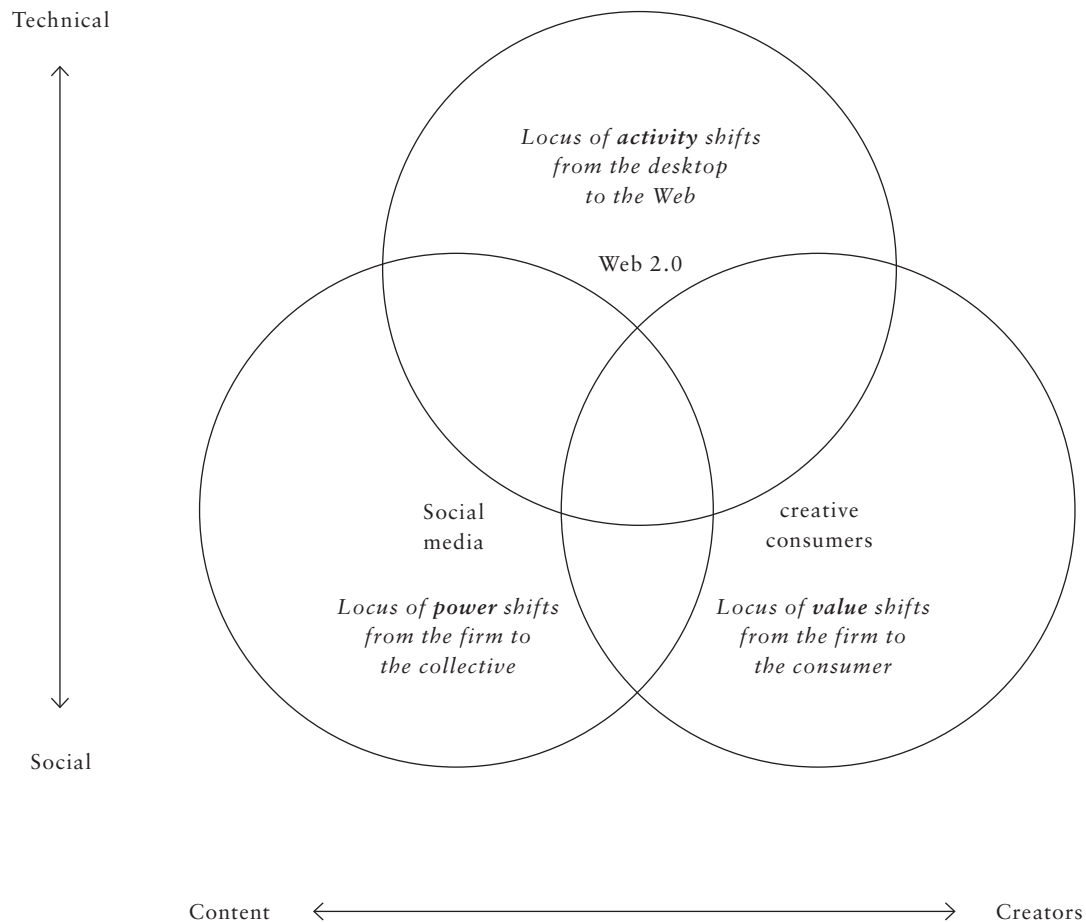 Technical
Locus of activity shifts
from the desktop
to the Web
Web 2.0
Social
media
creative
consumers
Locus of power shifts
from the firm to
the collective
Locus of value shifts
from the firm to
the consumer
Social
Content
Creators